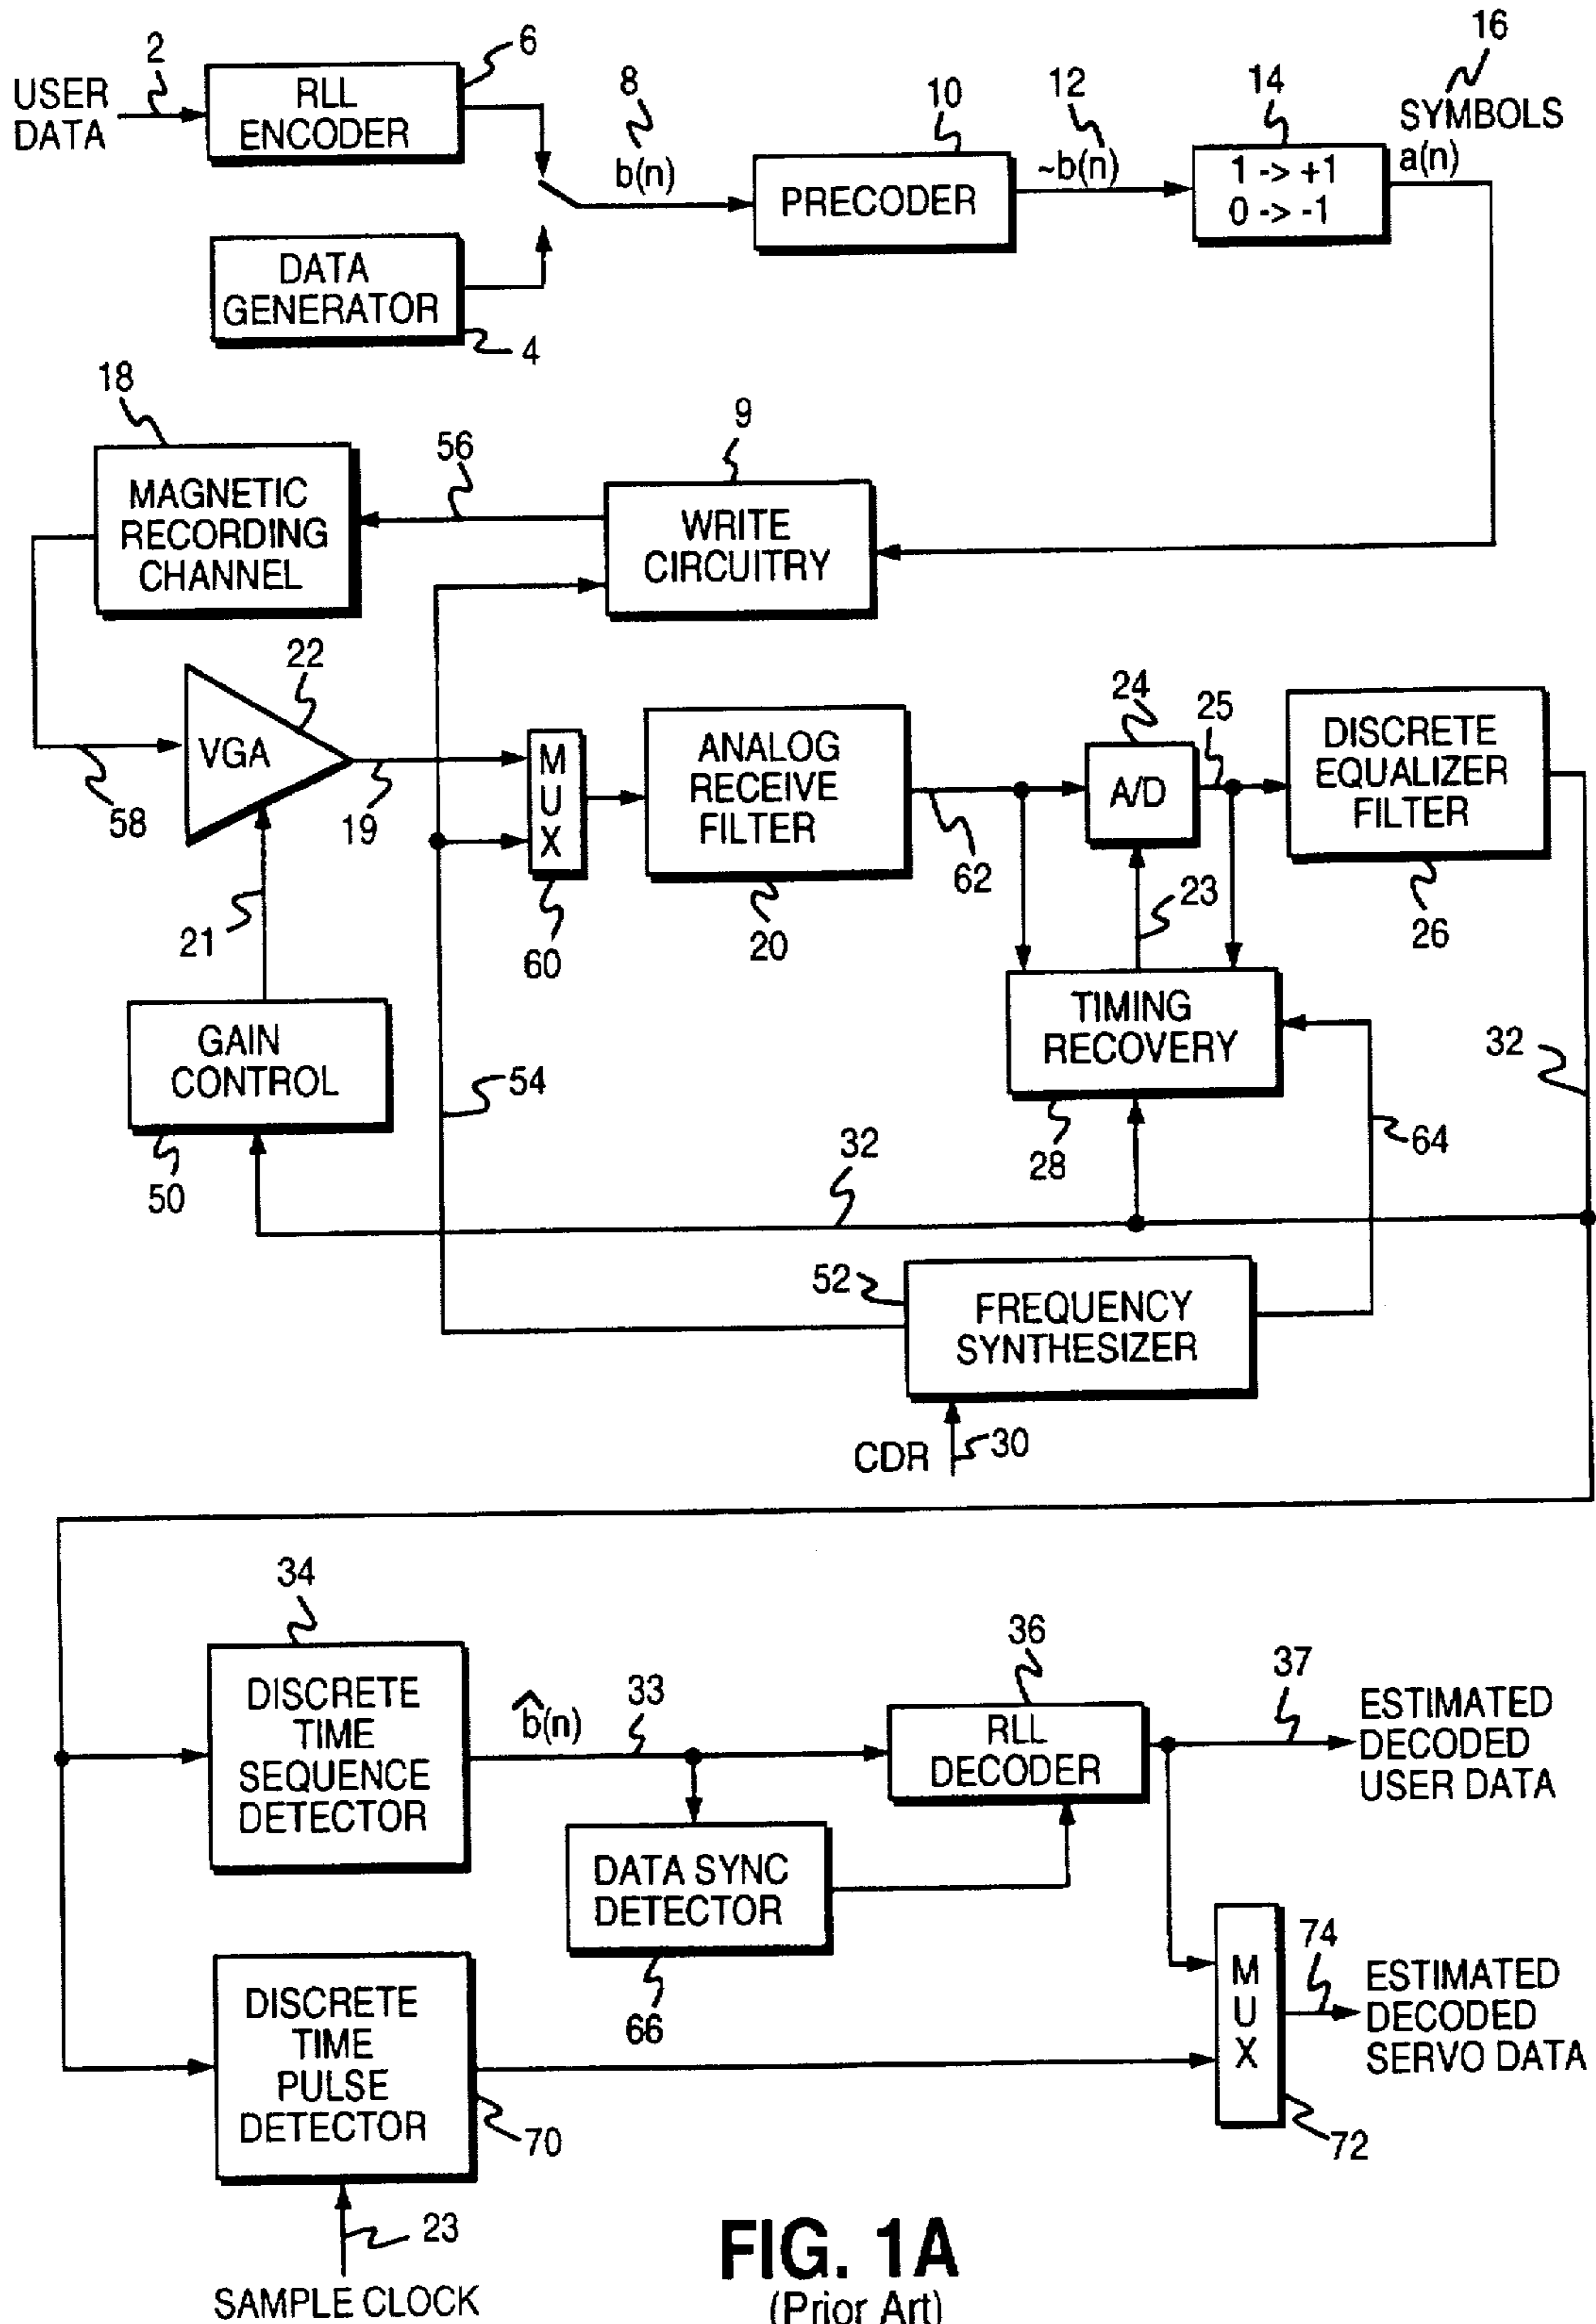 16
2
6
USER
DATA
RLL
ENCODER
8
b(n)
10
PRECODER
12
~b(n)
14
1 -> +1
0 -> -1
SYMBOLS
a(n)
DATA
GENERATOR
4
18
MAGNETIC
RECORDING
CHANNEL
56
9
WRITE
CIRCUITRY
22
VGA
58
19
21
M
U
X
60
ANALOG
RECEIVE
FILTER
20
62
24
A/D
25
23
DISCRETE
EQUALIZER
FILTER
26
GAIN
CONTROL
50
54
TIMING
RECOVERY
28
32
64
32
52
FREQUENCY
SYNTHESIZER
CDR
30
34
DISCRETE
TIME
SEQUENCE
DETECTOR
b̂(n)
33
36
RLL
DECODER
37
ESTIMATED
DECODED
USER DATA
DATA SYNC
DETECTOR
66
DISCRETE
TIME
PULSE
DETECTOR
70
M
U
X
72
74
ESTIMATED
DECODED
SERVO DATA
23
SAMPLE CLOCK
FIG. 1A
(Prior Art)